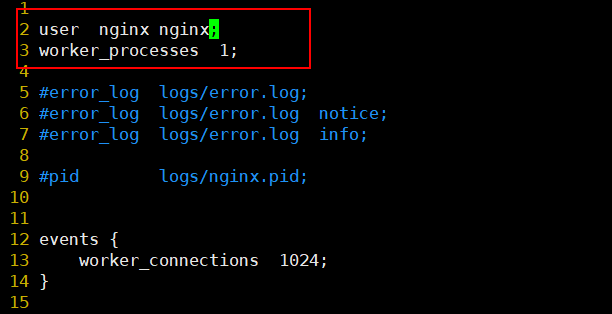 1
2 user  nginx nginx;
3 worker_processes  1;
4
5 #error_log  logs/error.log;
6 #error_log  logs/error.log  notice;
7 #error_log  logs/error.log  info;
8
9 #pid        logs/nginx.pid;
10
11
12 events {
13     worker_connections  1024;
14 }
15